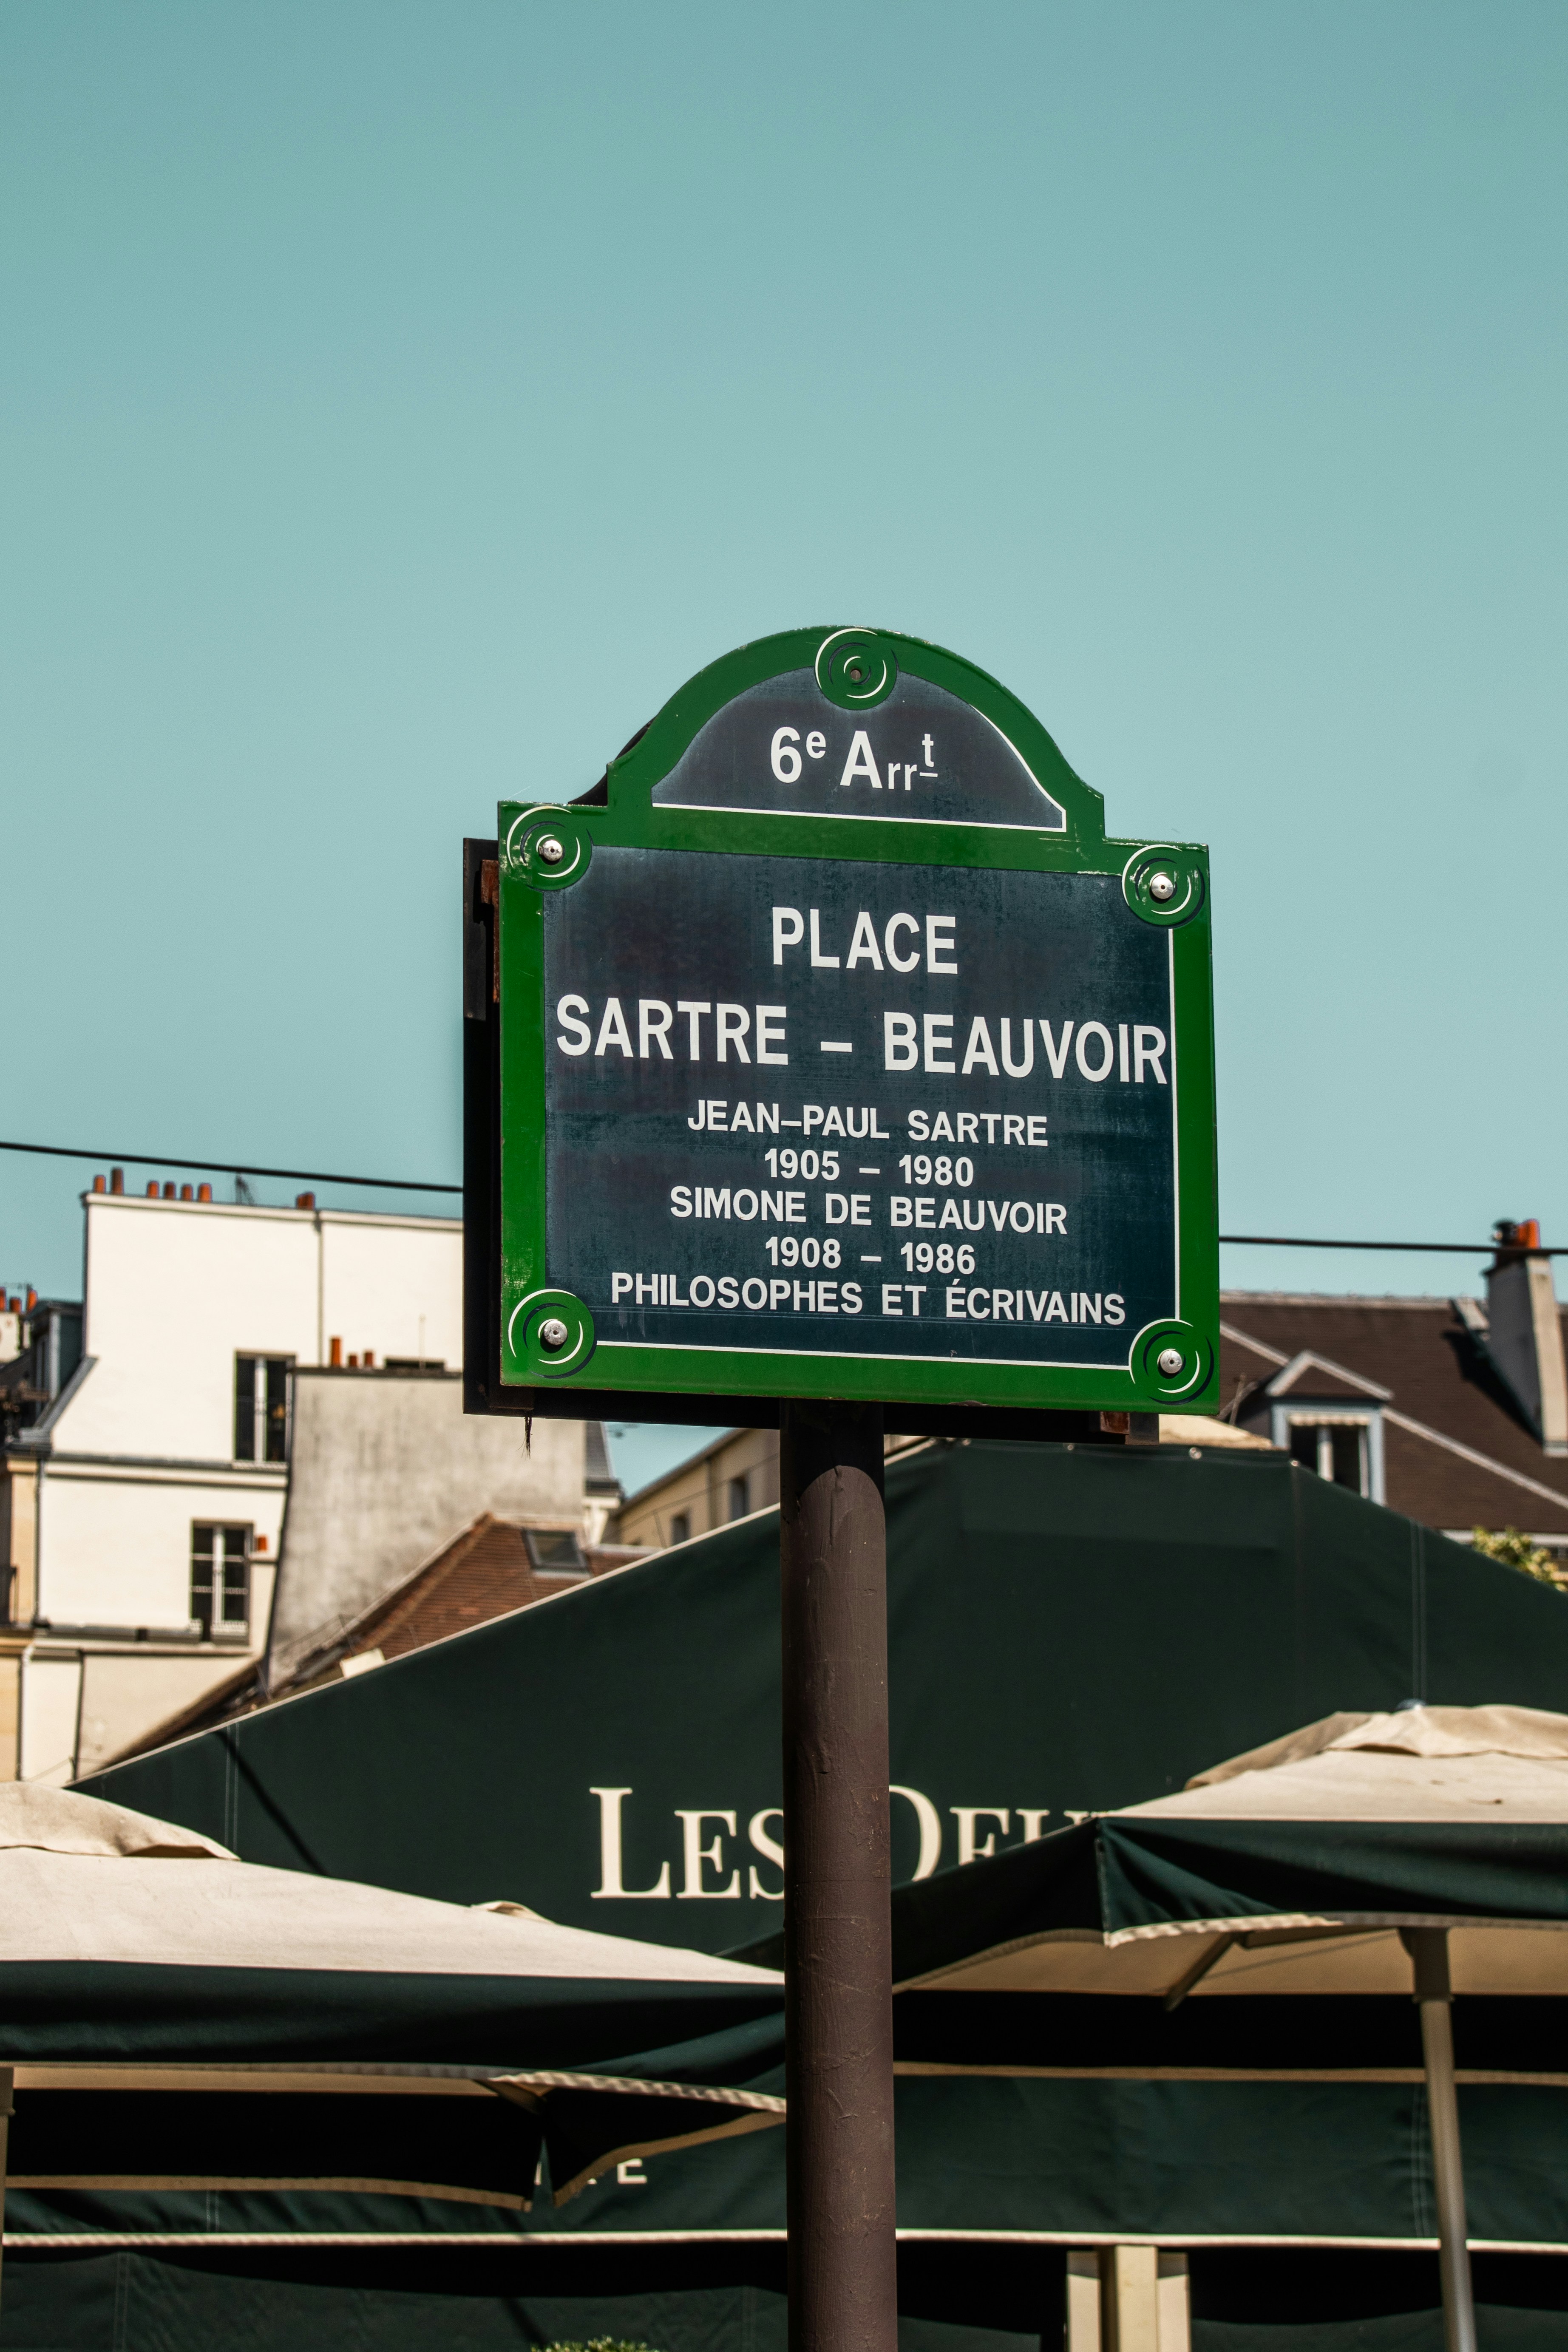 6e Arrt
PLACE
SARTRE – BEAUVOIR
JEAN–PAUL SARTRE
1905 – 1980
SIMONE DE BEAUVOIR
1908 – 1986
PHILOSOPHES ET ÉCRIVAINS
LES